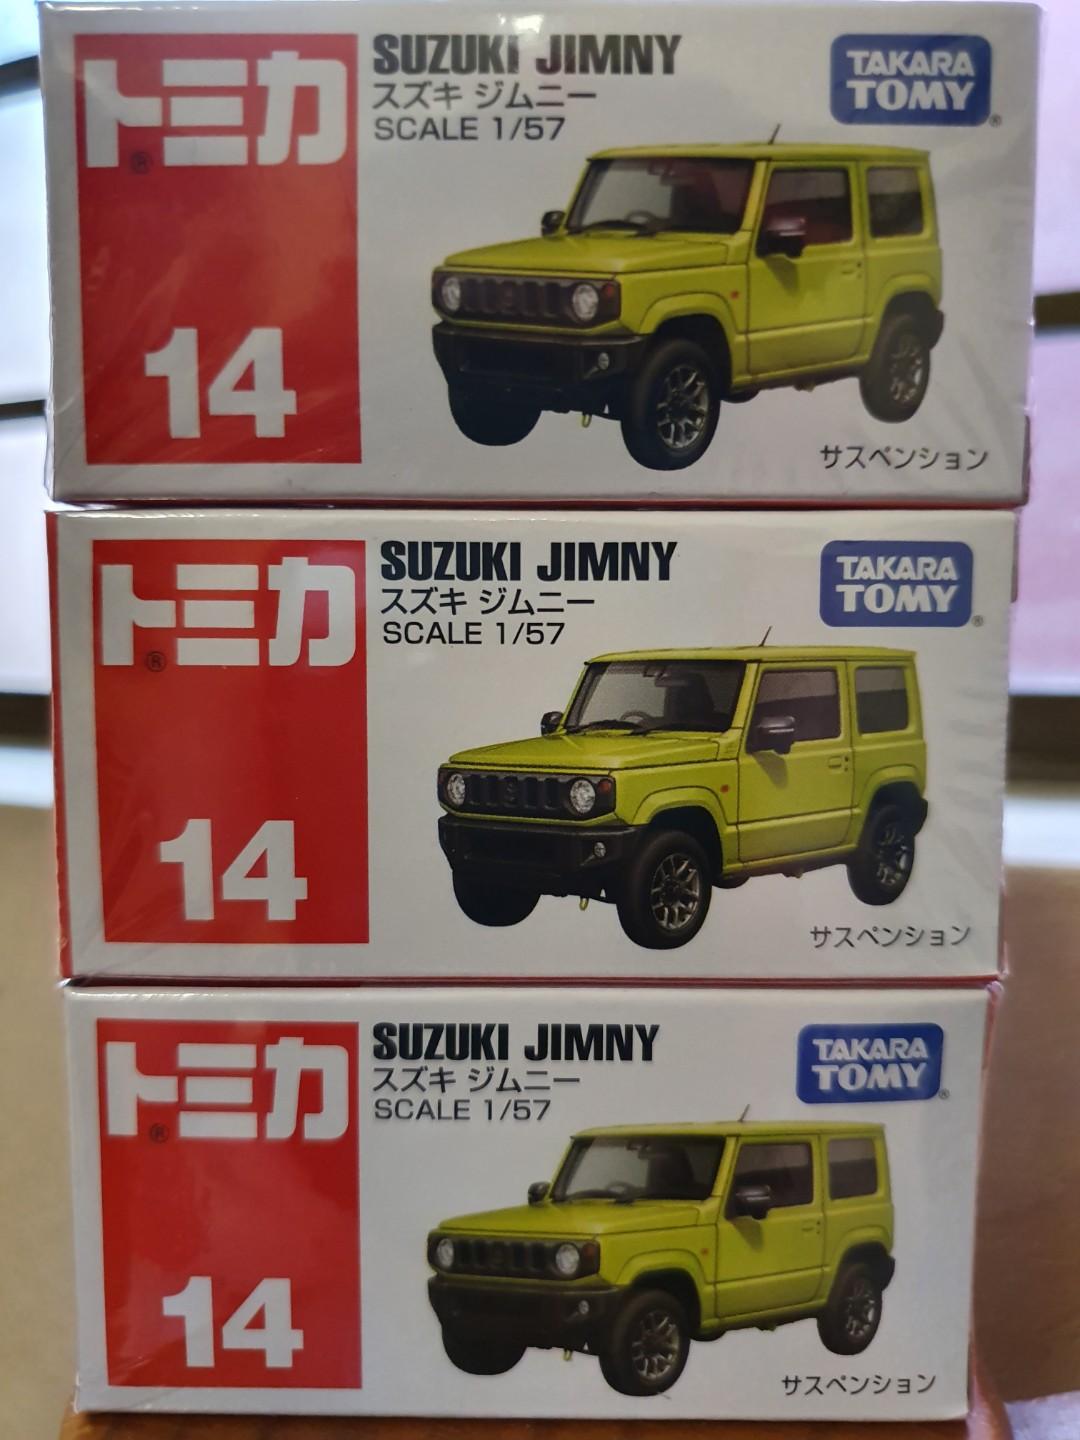 トミカ
®
14
SUZUKI JIMNY
スズキ ジムニー
SCALE 1/57
TAKARA
TOMY
®
サスペンション
トミカ
®
14
SUZUKI JIMNY
スズキ ジムニー
SCALE 1/57
TAKARA
TOMY
®
サスペンション
トミカ
®
14
SUZUKI JIMNY
スズキ ジムニー
SCALE 1/57
TAKARA
TOMY
®
サスペンション